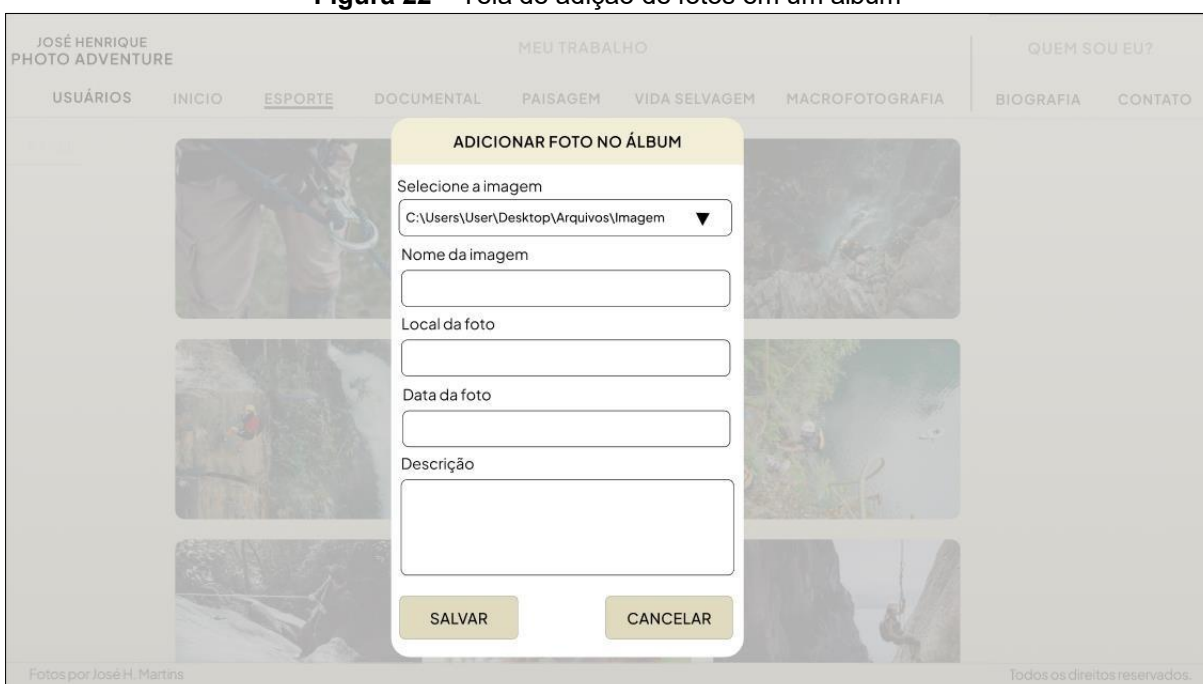 Figura 22 – Tela de adição de fotos em um álbum
JOSÉ HENRIQUE
PHOTO ADVENTURE
MEU TRABALHO
QUEM SOU EU?
USUÁRIOS INICIO ESPORTE DOCUMENTAL PAISAGEM VIDA SELVAGEM MACROFOTOGRAFIA BIOGRAFIA CONTATO
ADICIONAR FOTO NO ÁLBUM
Selecione a imagem
C:\Users\User\Desktop\Arquivos\Imagem
Nome da imagem
Local da foto
Data da foto
Descrição
SALVAR CANCELAR
Fotos por José H. Martins
Todos os direitos reservados.